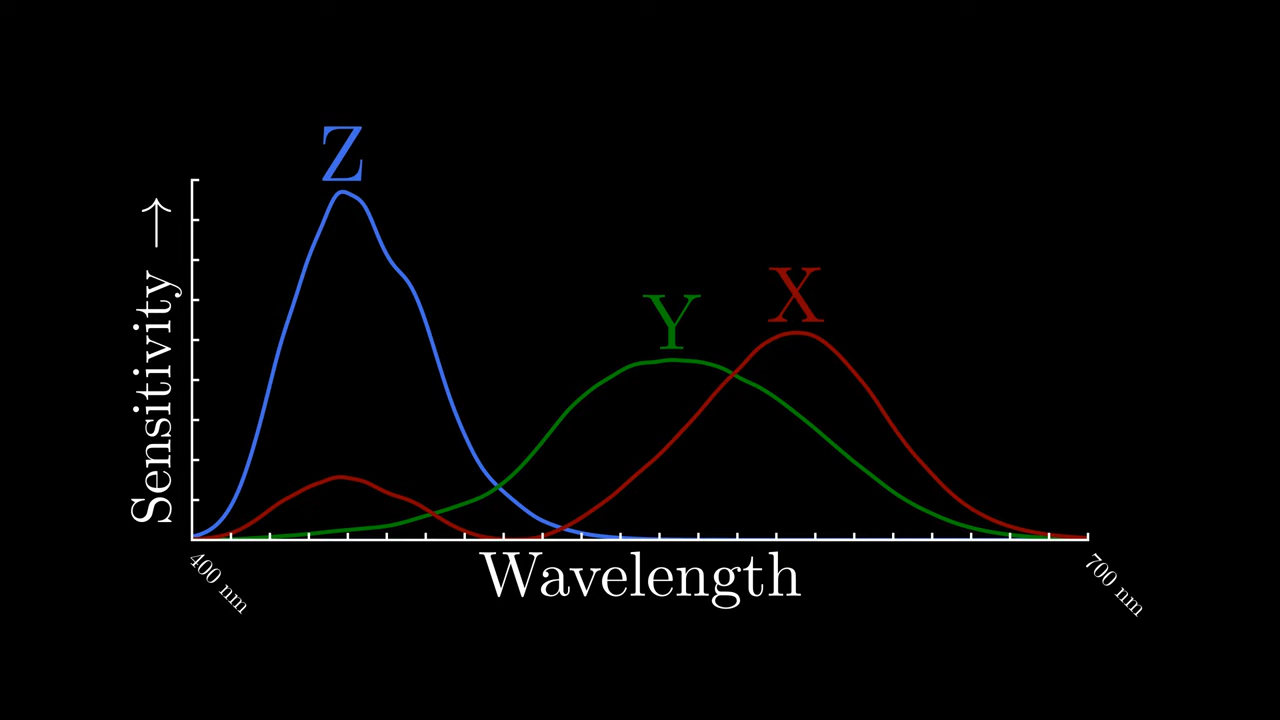 Z
Y
X
Sensitivity →
400 nm
Wavelength
700 nm